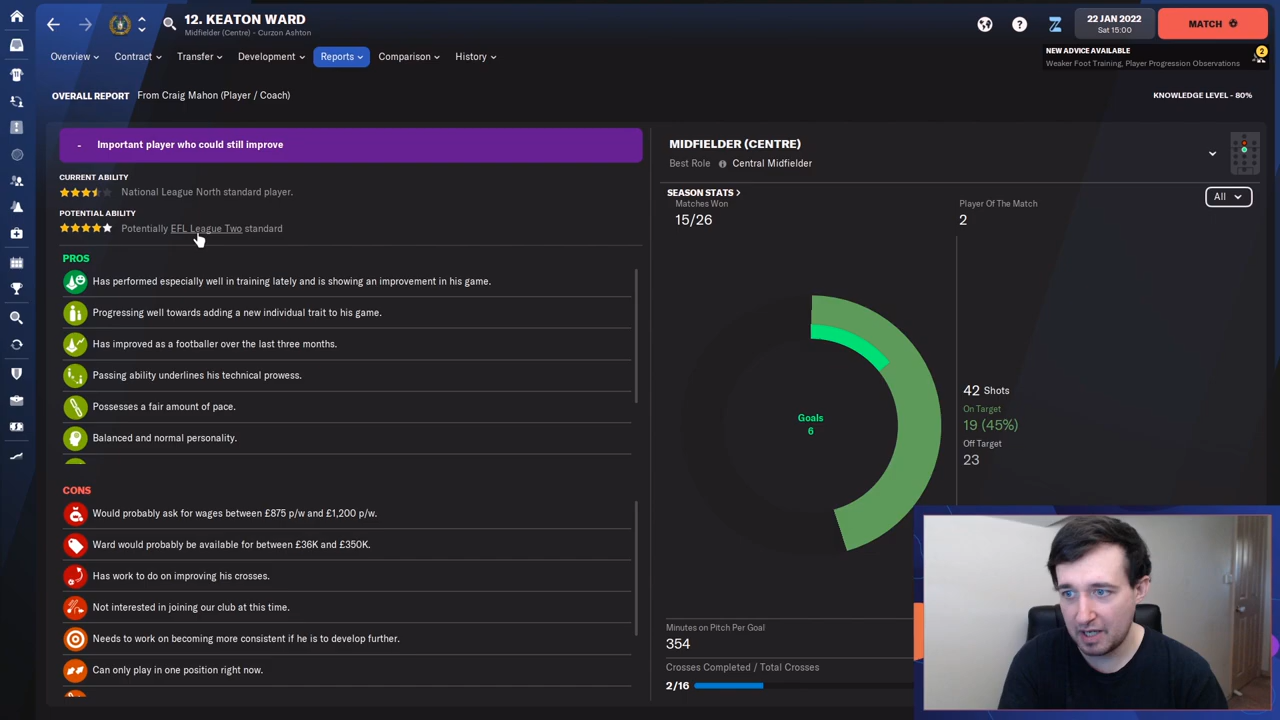 12. KEATON WARD
Midfielder (Centre) - Curzon Ashton
22 JAN 2022
Sat 15:00
MATCH
Overview
Contract
Transfer
Development
Reports
Comparison
History
NEW ADVICE AVAILABLE
Weaker Foot Training, Player Progression Observations
2
OVERALL REPORT
From Craig Mahon (Player / Coach)
KNOWLEDGE LEVEL - 80%
- Important player who could still improve
CURRENT ABILITY
National League North standard player.
POTENTIAL ABILITY
Potentially EFL League Two standard
PROS
Has performed especially well in training lately and is showing an improvement in his game.
Progressing well towards adding a new individual trait to his game.
Has improved as a footballer over the last three months.
Passing ability underlines his technical prowess.
Possesses a fair amount of pace.
Balanced and normal personality.
CONS
Would probably ask for wages between £875 p/w and £1,200 p/w.
Ward would probably be available for between £36K and £350K.
Has work to do on improving his crosses.
Not interested in joining our club at this time.
Needs to work on becoming more consistent if he is to develop further.
Can only play in one position right now.
MIDFIELDER (CENTRE)
Best Role Central Midfielder
SEASON STATS >
All
Matches Won
15/26
Player Of The Match
2
Goals
6
42 Shots
On Target
19 (45%)
Off Target
23
Minutes on Pitch Per Goal
354
Crosses Completed / Total Crosses
2/16